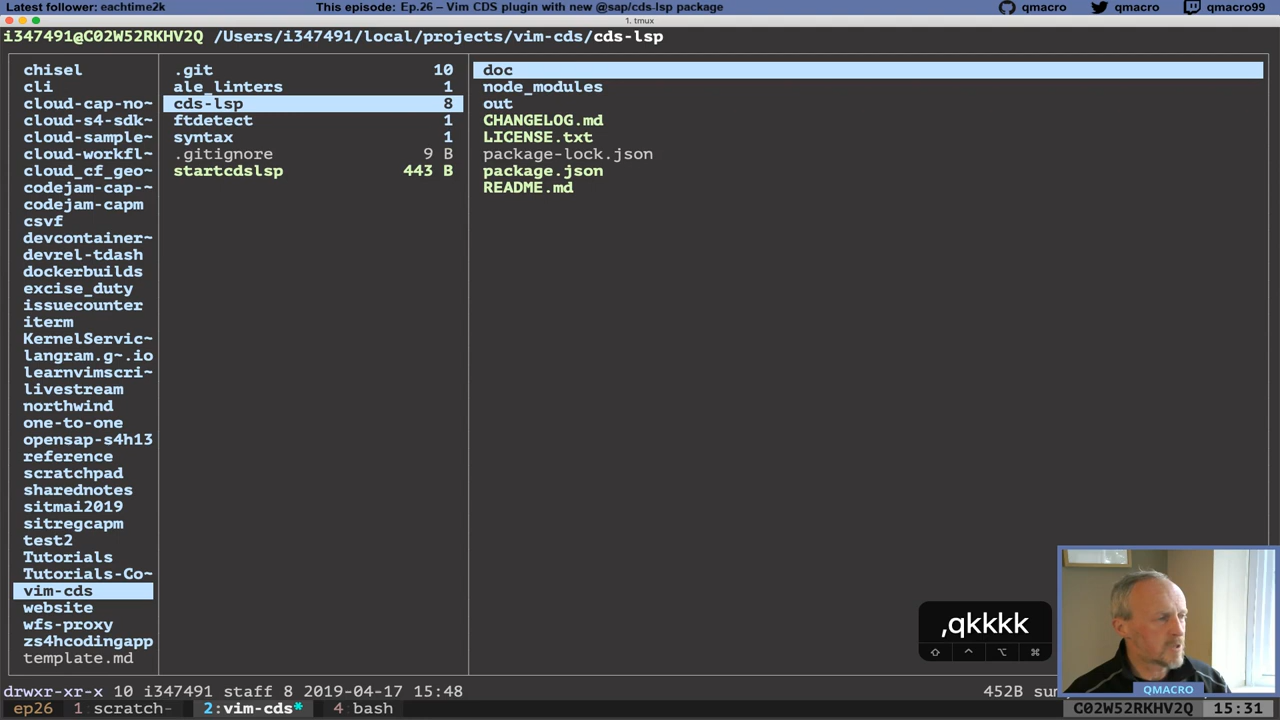 Latest follower: eachtime2k
This episode: Ep.26 – Vim CDS plugin with new @sap/cds-lsp package
qmacro
qmacro
qmacro99
1. tmux
i347491@C02W52RKHV2Q /Users/i347491/local/projects/vim-cds/cds-lsp
chisel
cli
cloud-cap-no~
cloud-s4-sdk~
cloud-sample~
cloud-workfl~
cloud_cf_geo~
codejam-cap-~
codejam-capm
csvf
devcontainer~
devrel-tdash
dockerbuilds
excise_duty
issuecounter
iterm
KernelServic~
langram.g~.io
learnvimscri~
livestream
northwind
one-to-one
opensap-s4h13
reference
scratchpad
sharednotes
sitmai2019
sitregcapm
test2
Tutorials
Tutorials-Co~
vim-cds
website
wfs-proxy
zs4hcodingapp
template.md
.git 10
ale_linters 1
cds-lsp 8
ftdetect 1
syntax 1
.gitignore 9 B
startcdslsp 443 B
doc
node_modules
out
CHANGELOG.md
LICENSE.txt
package-lock.json
package.json
README.md
,qkkkk
⇧ ^ ⌥ ⌘
QMACRO
drwxr-xr-x 10 i347491 staff 8 2019-04-17 15:48 452B
ep26 1 scratch- 2:vim-cds* 4 bash C02W52RKHV2Q 15:31